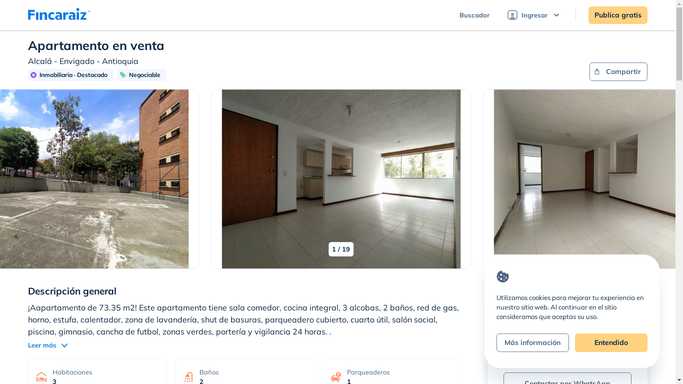 Fincaraiz
Buscador
Ingresar
Publica gratis
Apartamento en venta
Alcalá - Envigado - Antioquia
Inmobiliaria · Destacado
Negociable
Compartir
1 / 19
Descripción general
¡Aapartamento de 73.35 m2! Este apartamento tiene sala comedor, cocina integral, 3 alcobas, 2 baños, red de gas,
horno, estufa, calentador, zona de lavandería, shut de basuras, parqueadero cubierto, cuarto útil, salón social,
piscina, gimnasio, cancha de futbol, zonas verdes, portería y vigilancia 24 horas. .
Leer más
Habitaciones
3
Baños
2
Parqueaderos
1
Utilizamos cookies para mejorar tu experiencia en
nuestro sitio web. Al continuar en el sitio
consideramos que aceptas su uso.
Más información
Entendido
Contactar por WhatsApp